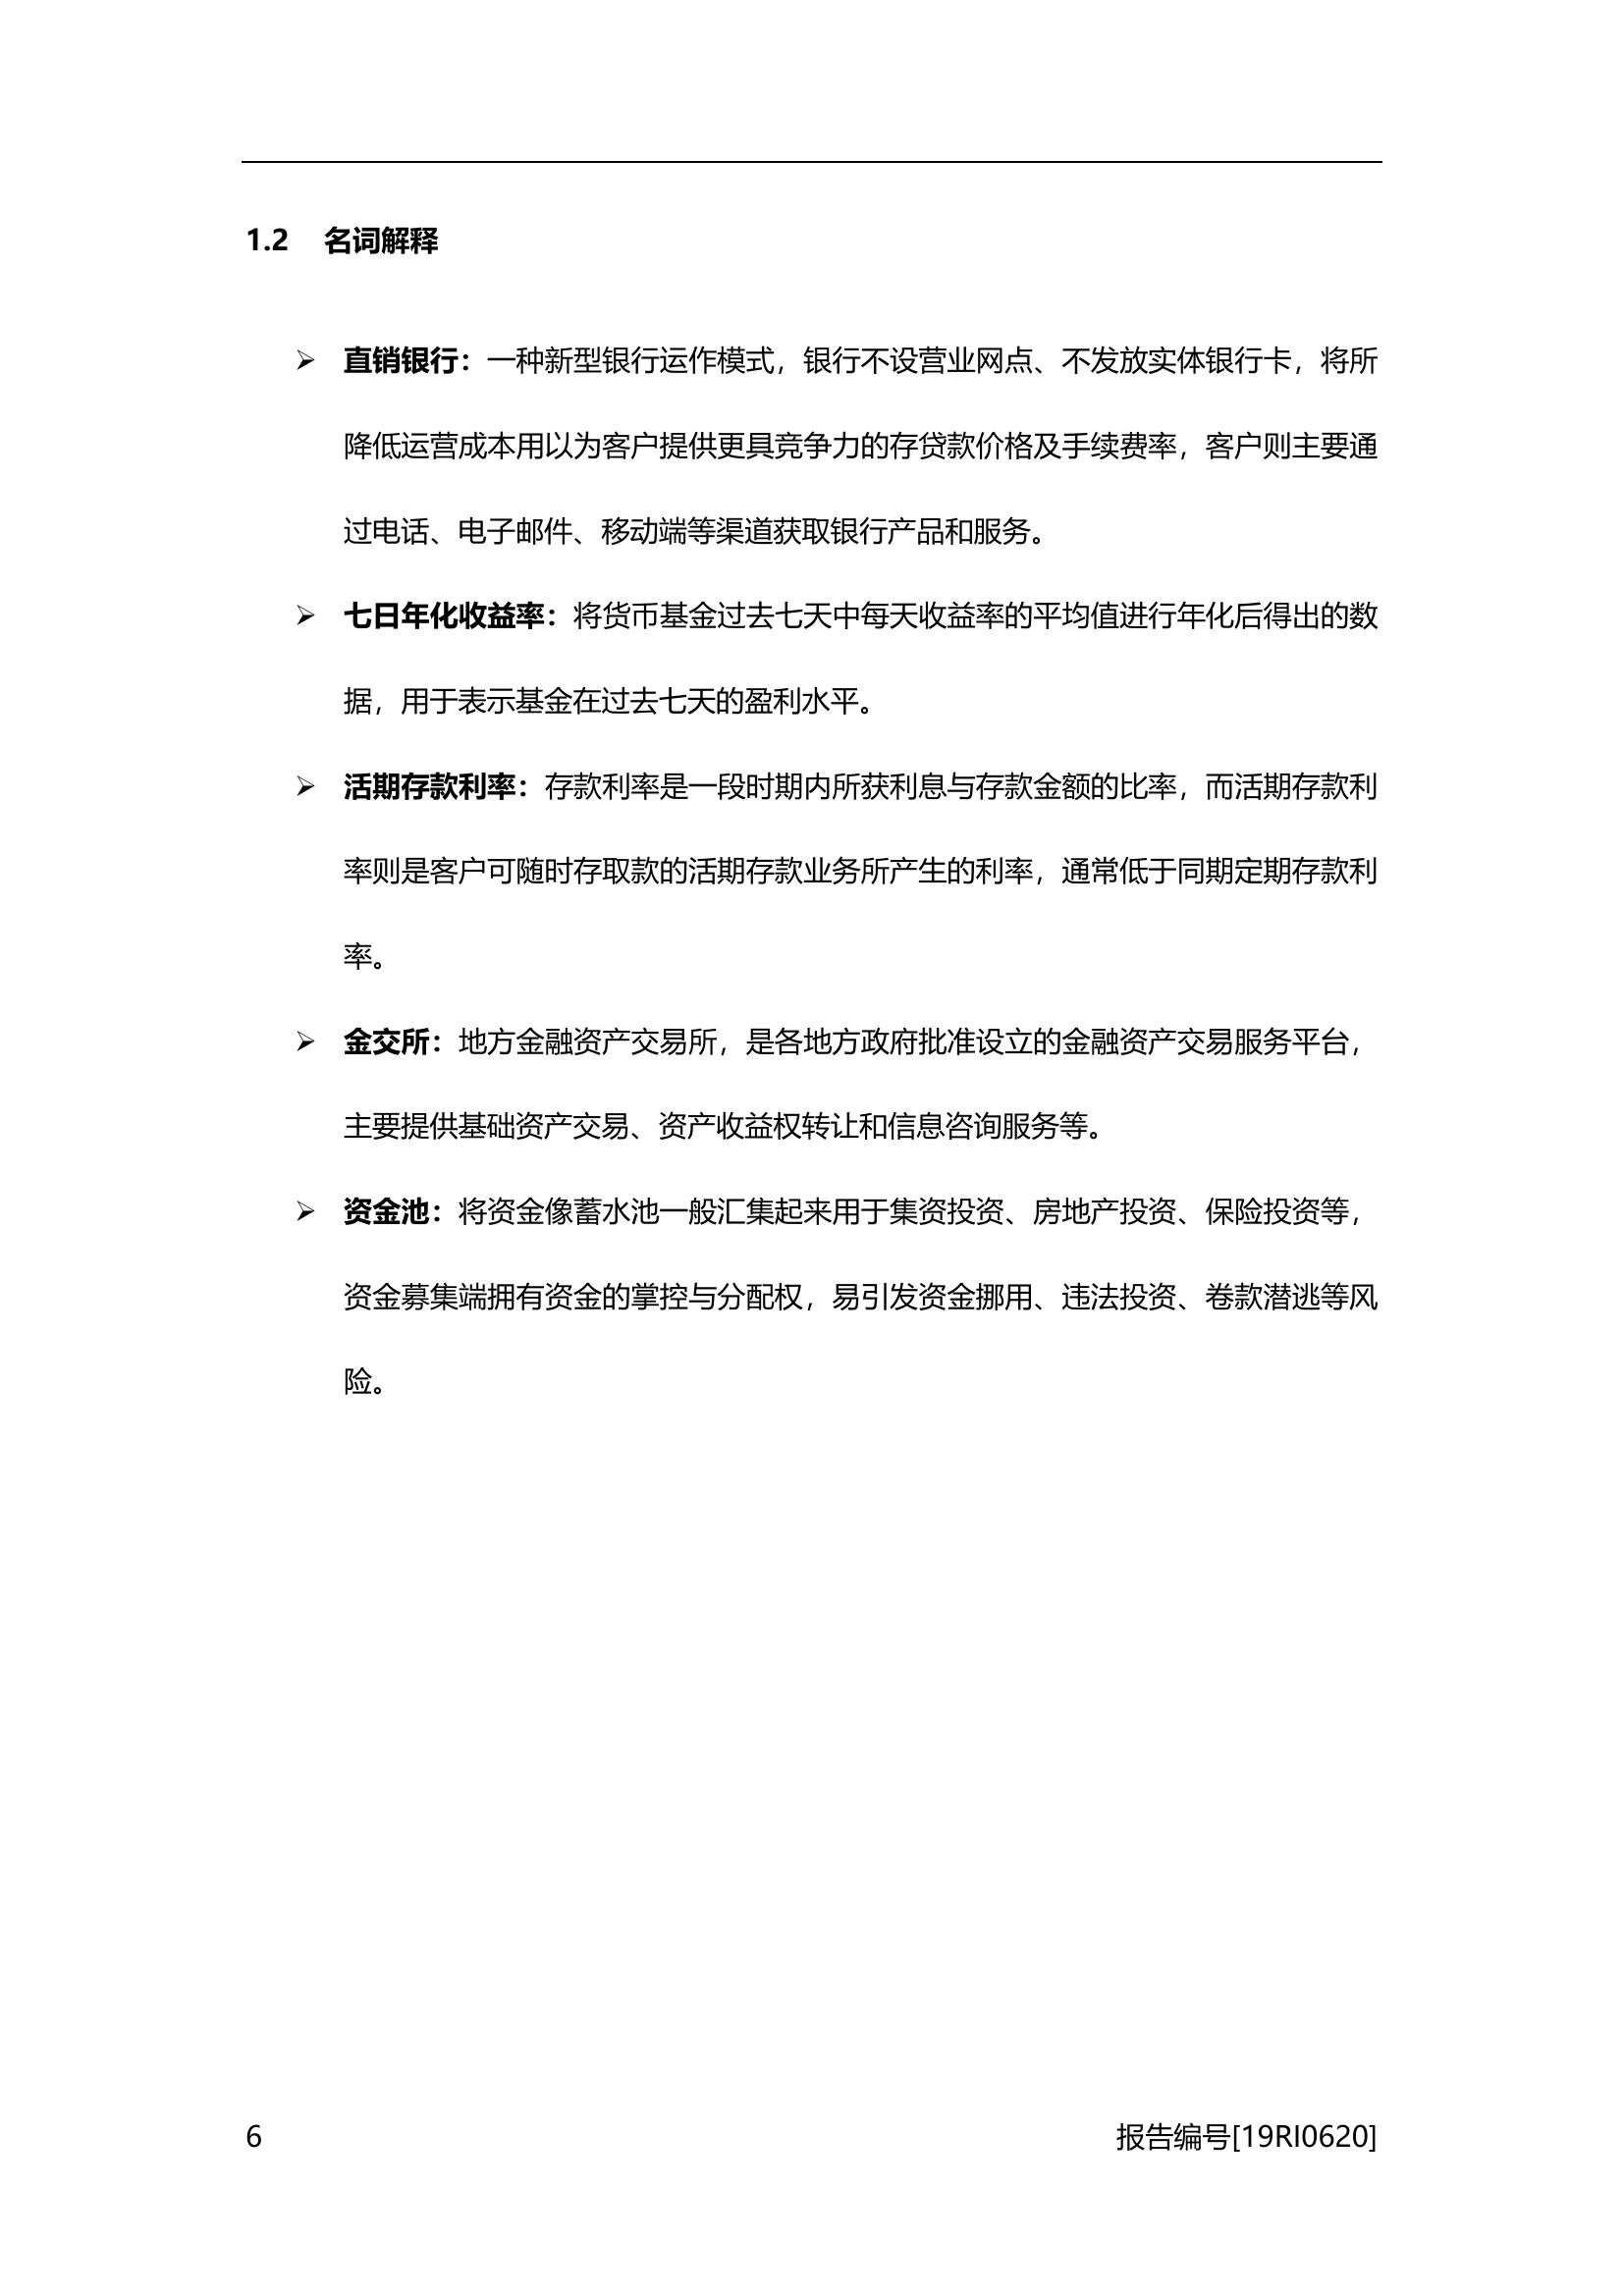 1.2 名词解释
➢ 直销银行：一种新型银行运作模式，银行不设营业网点、不发放实体银行卡，将所
降低运营成本用以为客户提供更具竞争力的存贷款价格及手续费率，客户则主要通
过电话、电子邮件、移动端等渠道获取银行产品和服务。
➢ 七日年化收益率：将货币基金过去七天中每天收益率的平均值进行年化后得出的数
据，用于表示基金在过去七天的盈利水平。
➢ 活期存款利率：存款利率是一段时期内所获利息与存款金额的比率，而活期存款利
率则是客户可随时存取款的活期存款业务所产生的利率，通常低于同期定期存款利
率。
➢ 金交所：地方金融资产交易所，是各地方政府批准设立的金融资产交易服务平台，
主要提供基础资产交易、资产收益权转让和信息咨询服务等。
➢ 资金池：将资金像蓄水池一般汇集起来用于集资投资、房地产投资、保险投资等，
资金募集端拥有资金的掌控与分配权，易引发资金挪用、违法投资、卷款潜逃等风
险。
6 报告编号[19RI0620]